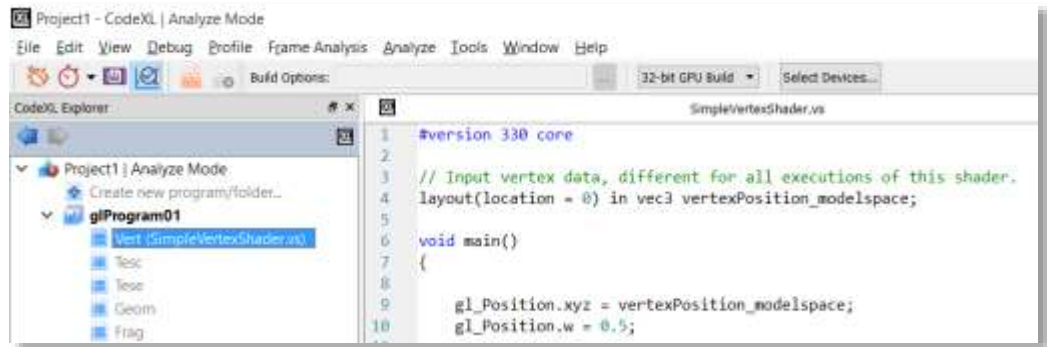 Project1 - CodeXL | Analyze Mode
File Edit View Debug Profile Frame Analysis Analyze Tools Window Help
Build Options: ... 32-bit GPU Build Select Devices...
CodeXL Explorer
SimpleVertexShader.vs
Project1 | Analyze Mode
Create new program/folder...
glProgram01
Vert (SimpleVertexShader.vs)
Tesc
Tese
Geom
Frag
1 #version 330 core
2
3 // Input vertex data, different for all executions of this shader.
4 layout(location = 0) in vec3 vertexPosition_modelspace;
5
6 void main()
7 {
8
9 gl_Position.xyz = vertexPosition_modelspace;
10 gl_Position.w = 0.5;